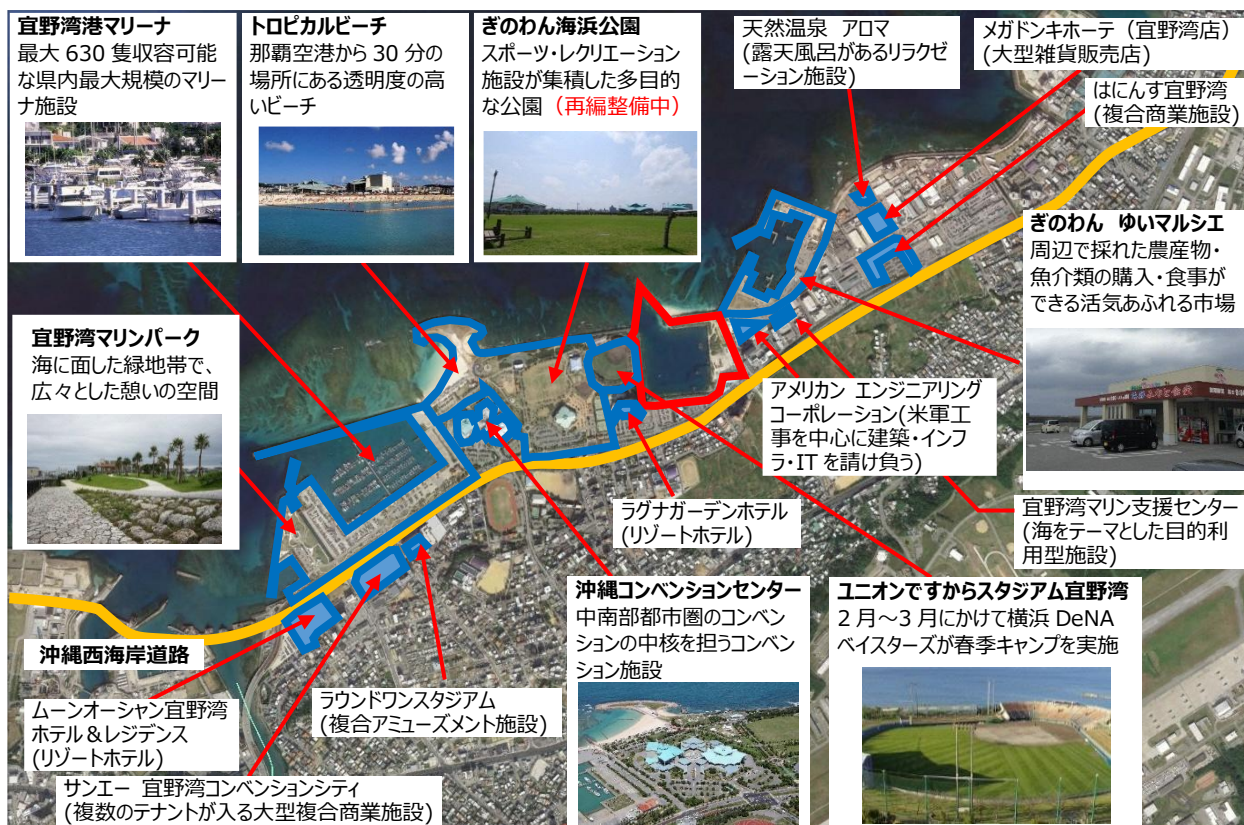 宜野湾港マリーナ
最大 630 隻収容可能
な県内最大規模のマリー
ナ施設
トロピカルビーチ
那覇空港から 30 分の
場所にある透明度の高
いビーチ
ぎのわん海浜公園
スポーツ・レクリエーション
施設が集積した多目的
な公園（再編整備中）
天然温泉 アロマ
(露天風呂があるリラクゼ
ーション施設)
メガドンキホーテ（宜野湾店）
(大型雑貨販売店)
はにんす宜野湾
(複合商業施設)
ぎのわん ゆいマルシェ
周辺で採れた農産物・
魚介類の購入・食事が
できる活気あふれる市場
宜野湾マリンパーク
海に面した緑地帯で、
広々とした憩いの空間
アメリカン エンジニアリング
コーポレーション(米軍工
事を中心に建築・インフ
ラ・IT を請け負う)
ラグナガーデンホテル
(リゾートホテル)
宜野湾マリン支援センター
(海をテーマとした目的利
用型施設)
沖縄コンベンションセンター
中南部都市圏のコンベン
ションの中核を担うコンベン
ション施設
ユニオンですからスタジアム宜野湾
2 月～3 月にかけて横浜 DeNA
ベイスターズが春季キャンプを実施
沖縄西海岸道路
ムーンオーシャン宜野湾
ホテル＆レジデンス
(リゾートホテル)
ラウンドワンスタジアム
(複合アミューズメント施設)
サンエー 宜野湾コンベンションシティ
(複数のテナントが入る大型複合商業施設)